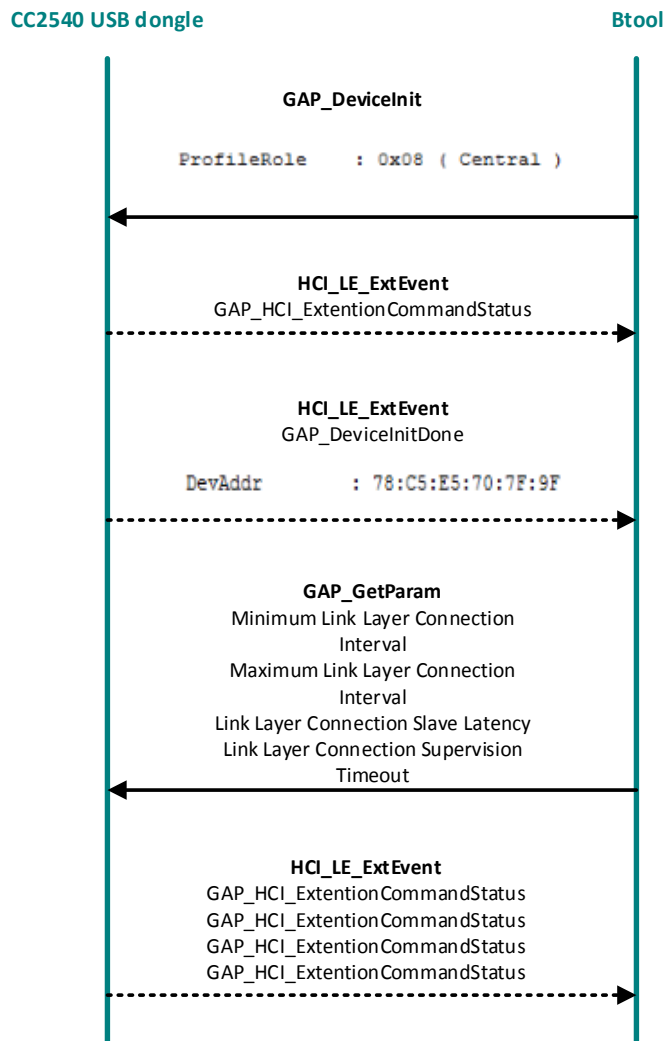 CC2540 USB dongle
Btool
GAP_DeviceInit
ProfileRole : 0x08 ( Central )
HCI_LE_ExtEvent
GAP_HCI_ExtentionCommandStatus
HCI_LE_ExtEvent
GAP_DeviceInitDone
DevAddr : 78:C5:E5:70:7F:9F
GAP_GetParam
Minimum Link Layer Connection
Interval
Maximum Link Layer Connection
Interval
Link Layer Connection Slave Latency
Link Layer Connection Supervision
Timeout
HCI_LE_ExtEvent
GAP_HCI_ExtentionCommandStatus
GAP_HCI_ExtentionCommandStatus
GAP_HCI_ExtentionCommandStatus
GAP_HCI_ExtentionCommandStatus